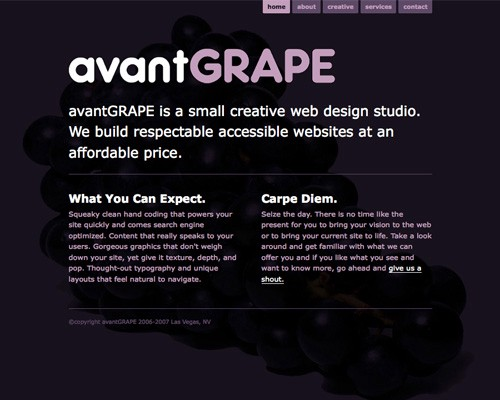 home about creative services contact
avantGRAPE
avantGRAPE is a small creative web design studio.
We build respectable accessible websites at an
affordable price.
What You Can Expect.
Squeaky clean hand coding that powers your
site quickly and comes search engine
optimized. Content that really speaks to your
users. Gorgeous graphics that don't weigh
down your site, yet give it texture, depth, and
pop. Thought-out typography and unique
layouts that feel natural to navigate.
Carpe Diem.
Seize the day. There is no time like the
present for you to bring your vision to the web
or to bring your current site to life. Take a look
around and get familiar with what we can
offer you and if you like what you see and
want to know more, go ahead and give us a
shout.
©copyright avantGRAPE 2006-2007 Las Vegas, NV